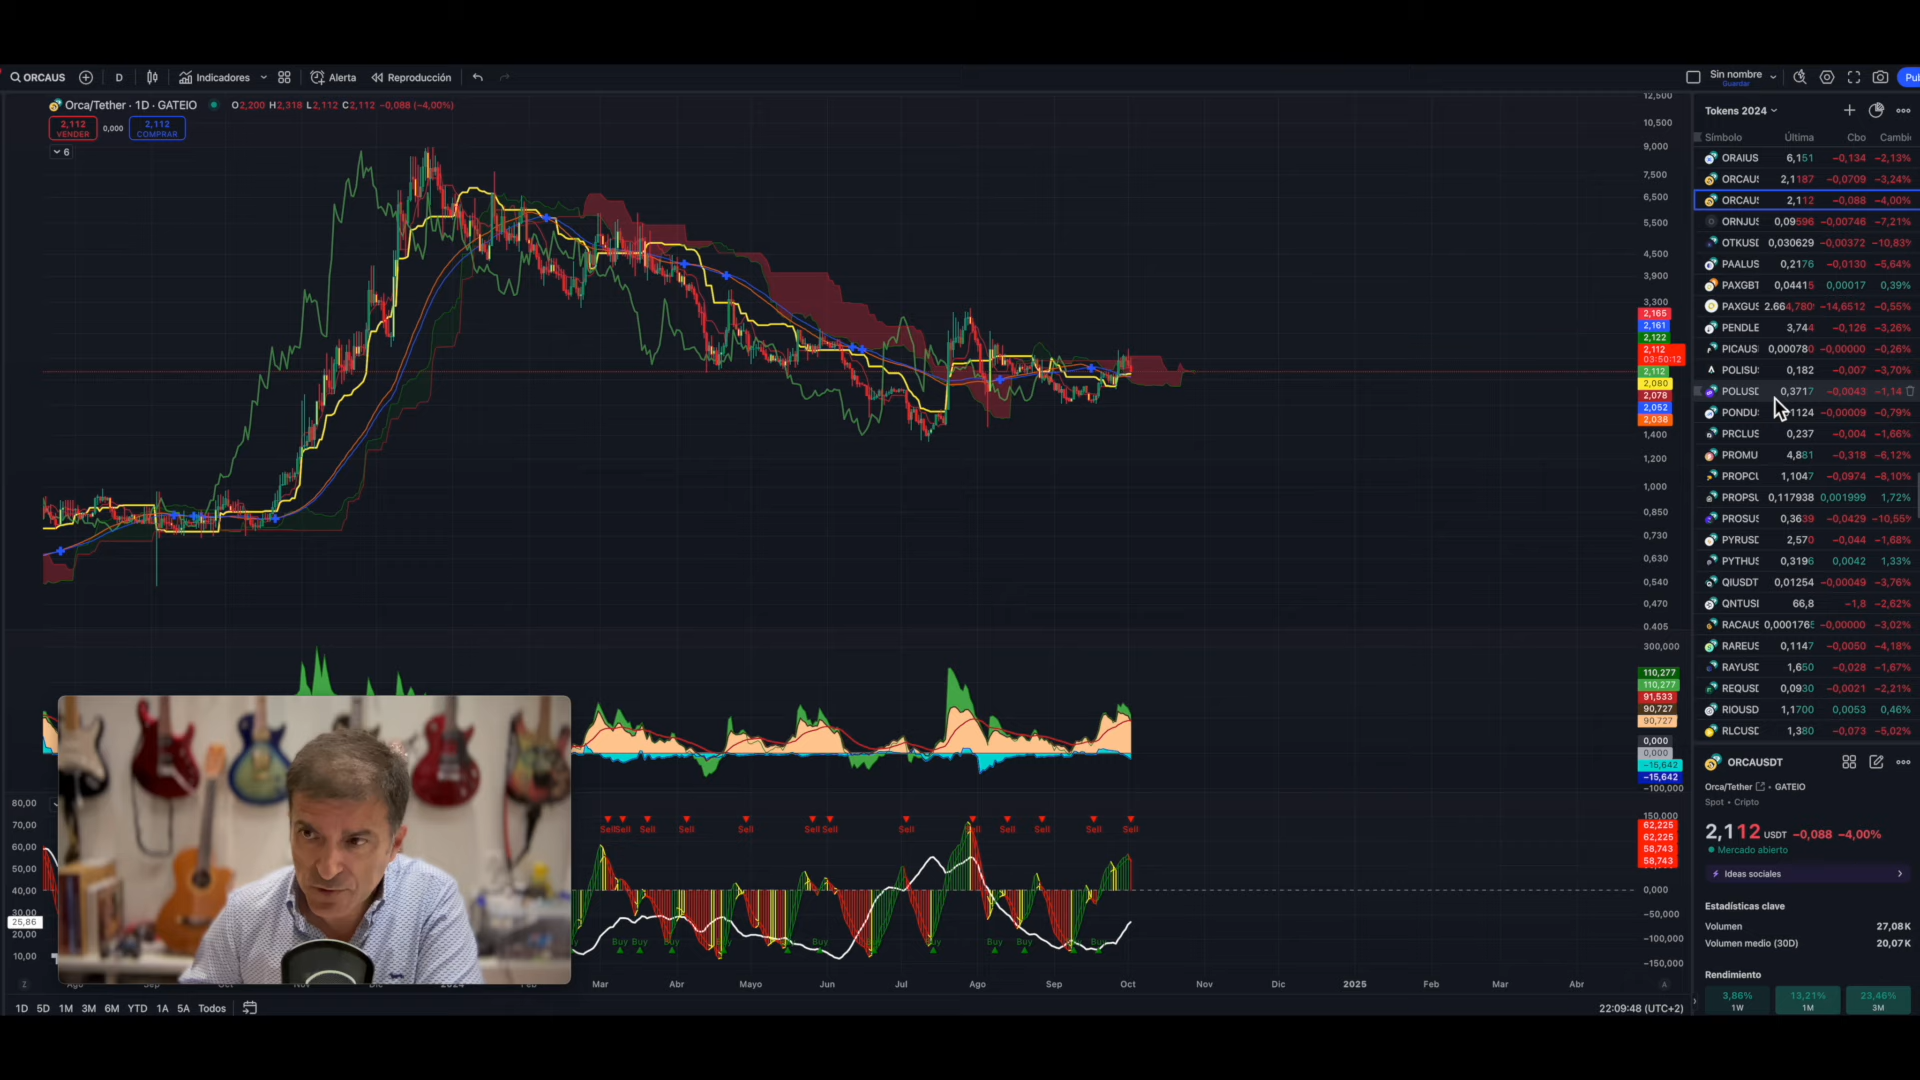 ORCAUS D Indicadores Alerta Reproducción Sin nombre Pub
Guardar
Orca/Tether · 1D · GATEIO O2,200 H2,318 L2,112 C2,112 −0,088 (−4,00%)
2,112 0,000 2,112
VENDER COMPRAR
6
12,500
10,500
9,000
7,500
6,500
5,500
4,500
3,900
3,300
2,165
2,161
2,122
2,112
03:50:12
2,112
2,080
2,078
2,052
2,038
1,400
1,200
1,000
0,850
0,730
0,630
0,540
0,470
0.405
300,000
110,277
110,277
91,533
90,727
90,727
0,000
0,000
−15,642
−15,642
−100,000
150,000
62,225
62,225
58,743
58,743
0,000
−50,000
−100,000
−150,000
80,00
70,00
60,00
50,00
40,00
30,00
25,86
20,00
10,00
Sell Sell Sell Sell Sell Sell Sell Sell Sell Sell Sell Sell Sell
Buy Buy Buy Buy Buy Buy Buy Buy Buy
Mar Abr Mayo Jun Jul Ago Sep Oct Nov Dic 2025 Feb Mar Abr
1D 5D 1M 3M 6M YTD 1A 5A Todos 22:09:48 (UTC+2)
Tokens 2024
Símbolo Última Cbo Cambi
ORAIUS 6,151 −0,134 −2,13%
ORCAUS 2,1187 −0,0709 −3,24%
ORCAUS 2,112 −0,088 −4,00%
ORNJUS 0,09596 −0,00746 −7,21%
OTKUSD 0,030629 −0,00372 −10,83%
PAALUS 0,2176 −0,0130 −5,64%
PAXGBT 0,04415 0,00017 0,39%
PAXGUS 2.664,780 −14,6512 −0,55%
PENDLE 3,744 −0,126 −3,26%
PICAUS 0,000780 −0,00000 −0,26%
POLISU 0,182 −0,007 −3,70%
POLUSD 0,3717 −0,0043 −1,14
PONDU 1124 −0,00009 −0,79%
PRCLUS 0,237 −0,004 −1,66%
PROMU 4,881 −0,318 −6,12%
PROPCU 1,1047 −0,0974 −8,10%
PROPSU 0,117938 0,001999 1,72%
PROSUS 0,3639 −0,0429 −10,55%
PYRUSD 2,570 −0,044 −1,68%
PYTHUS 0,3196 0,0042 1,33%
QIUSDT 0,01254 −0,00049 −3,76%
QNTUSI 66,8 −1,8 −2,62%
RACAUS 0,0001765 −0,00000 −3,02%
RAREUS 0,1147 −0,0050 −4,18%
RAYUSD 1,650 −0,028 −1,67%
REQUSD 0,0930 −0,0021 −2,21%
RIOUSD 1,1700 0,0053 0,46%
RLCUSD 1,380 −0,073 −5,02%
ORCAUSDT
Orca/Tether · GATEIO
Spot • Cripto
2,112 USDT −0,088 −4,00%
Mercado abierto
Ideas sociales
Estadísticas clave
Volumen 27,08K
Volumen medio (30D) 20,07K
Rendimiento
3,86% 13,21% 23,46%
1W 1M 3M